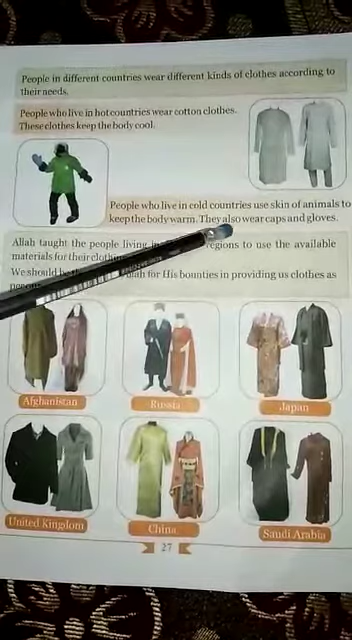 People in different countries wear different kinds of clothes according to
their needs.
People who live in hot countries wear cotton clothes.
These clothes keep the body cool.
People who live in cold countries use skin of animals to
keep the body warm. They also wear caps and gloves.
Allah taught the people living in regions to use the available
materials for their clothing
We should for His bounties in providing us clothes as
Afghanistan
Russia
Japan
United Kingdom
China
Saudi Arabia
27